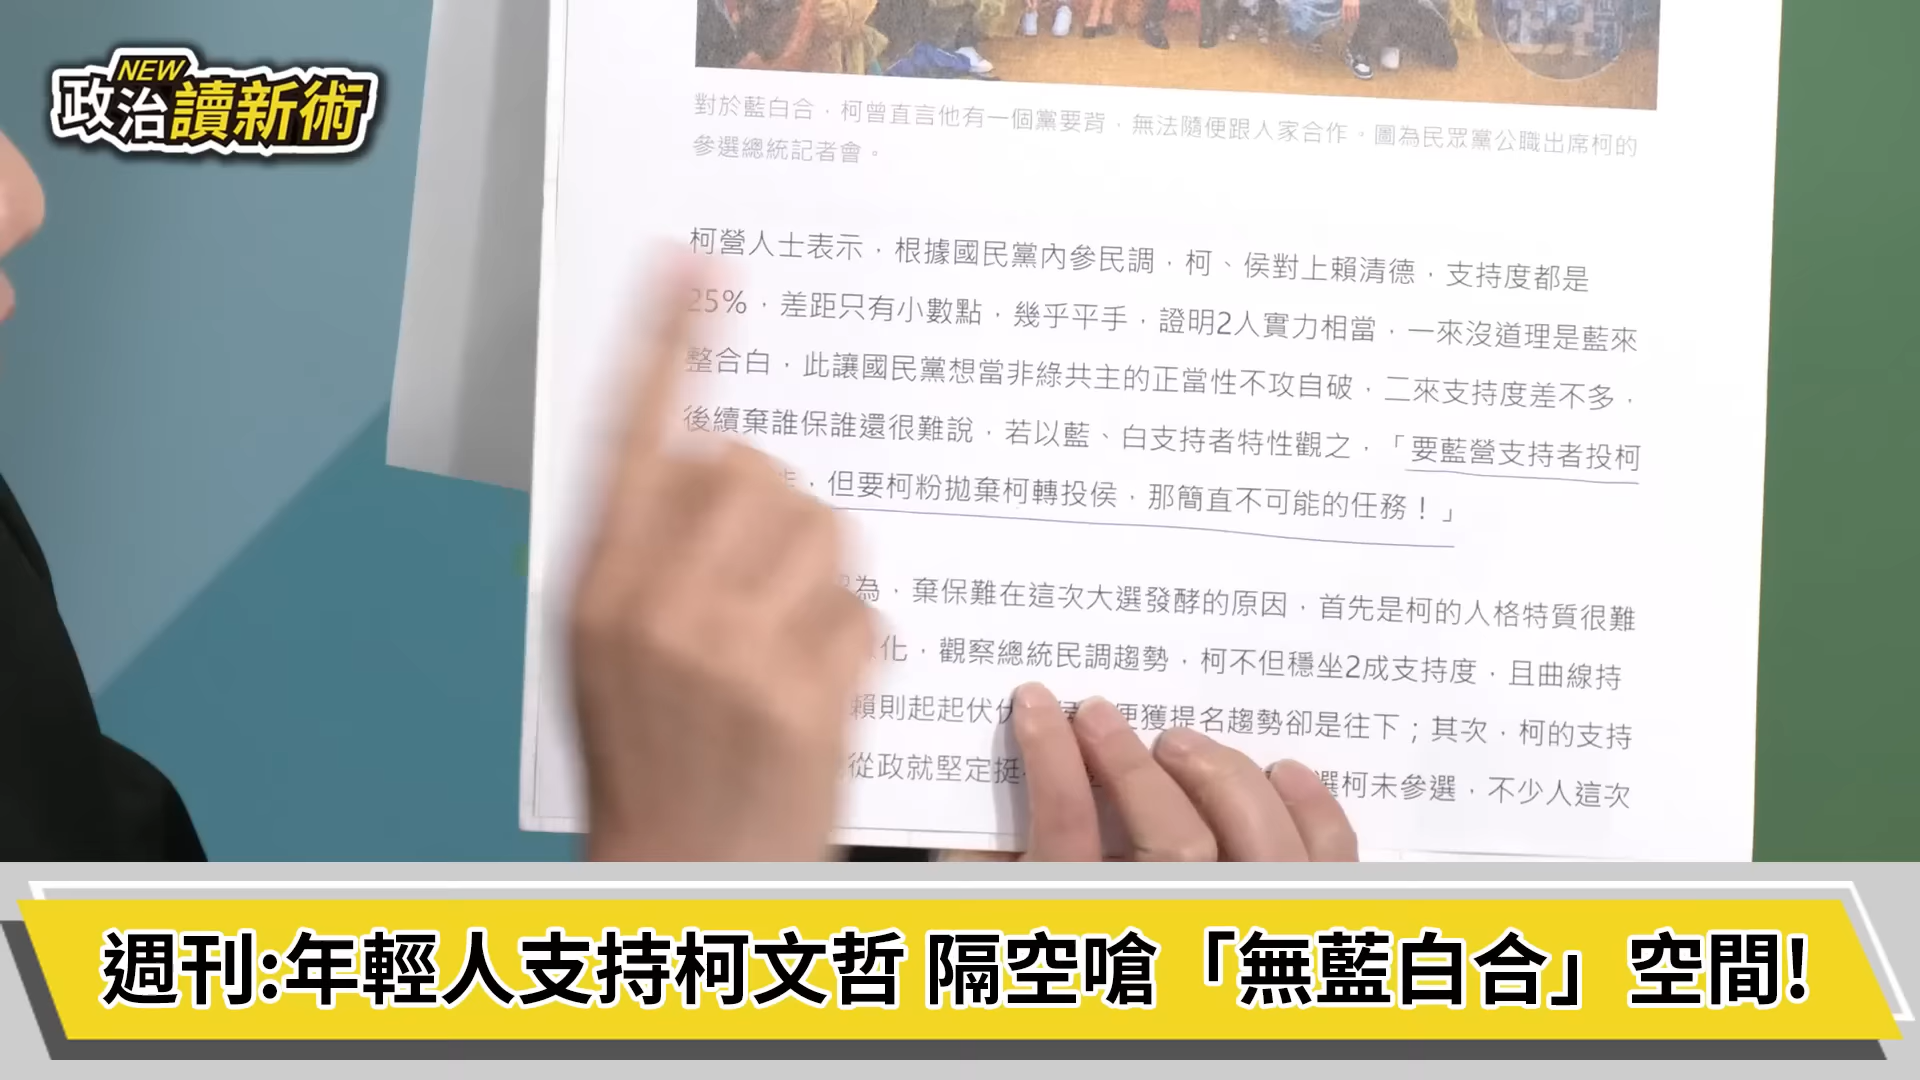 NEW
政治讀新術
對於藍白合，柯曾直言他有一個黨要背，無法隨便跟人家合作。圖為民眾黨公職出席柯的
參選總統記者會。
柯營人士表示，根據國民黨內參民調，柯、侯對上賴清德，支持度都是
25%，差距只有小數點，幾乎平手，證明2人實力相當，一來沒道理是藍來
整合白，此讓國民黨想當非綠共主的正當性不攻自破，二來支持度差不多，
後續棄誰保誰還很難說，若以藍、白支持者特性觀之，「要藍營支持者投柯
，但要柯粉拋棄柯轉投侯，那簡直不可能的任務！」
為，棄保難在這次大選發酵的原因，首先是柯的人格特質很難
化，觀察總統民調趨勢，柯不但穩坐2成支持度，且曲線持
賴則起起伏 獲提名趨勢卻是往下；其次，柯的支持
從政就堅定挺 選柯未參選，不少人這次
週刊:年輕人支持柯文哲 隔空嗆「無藍白合」空間!